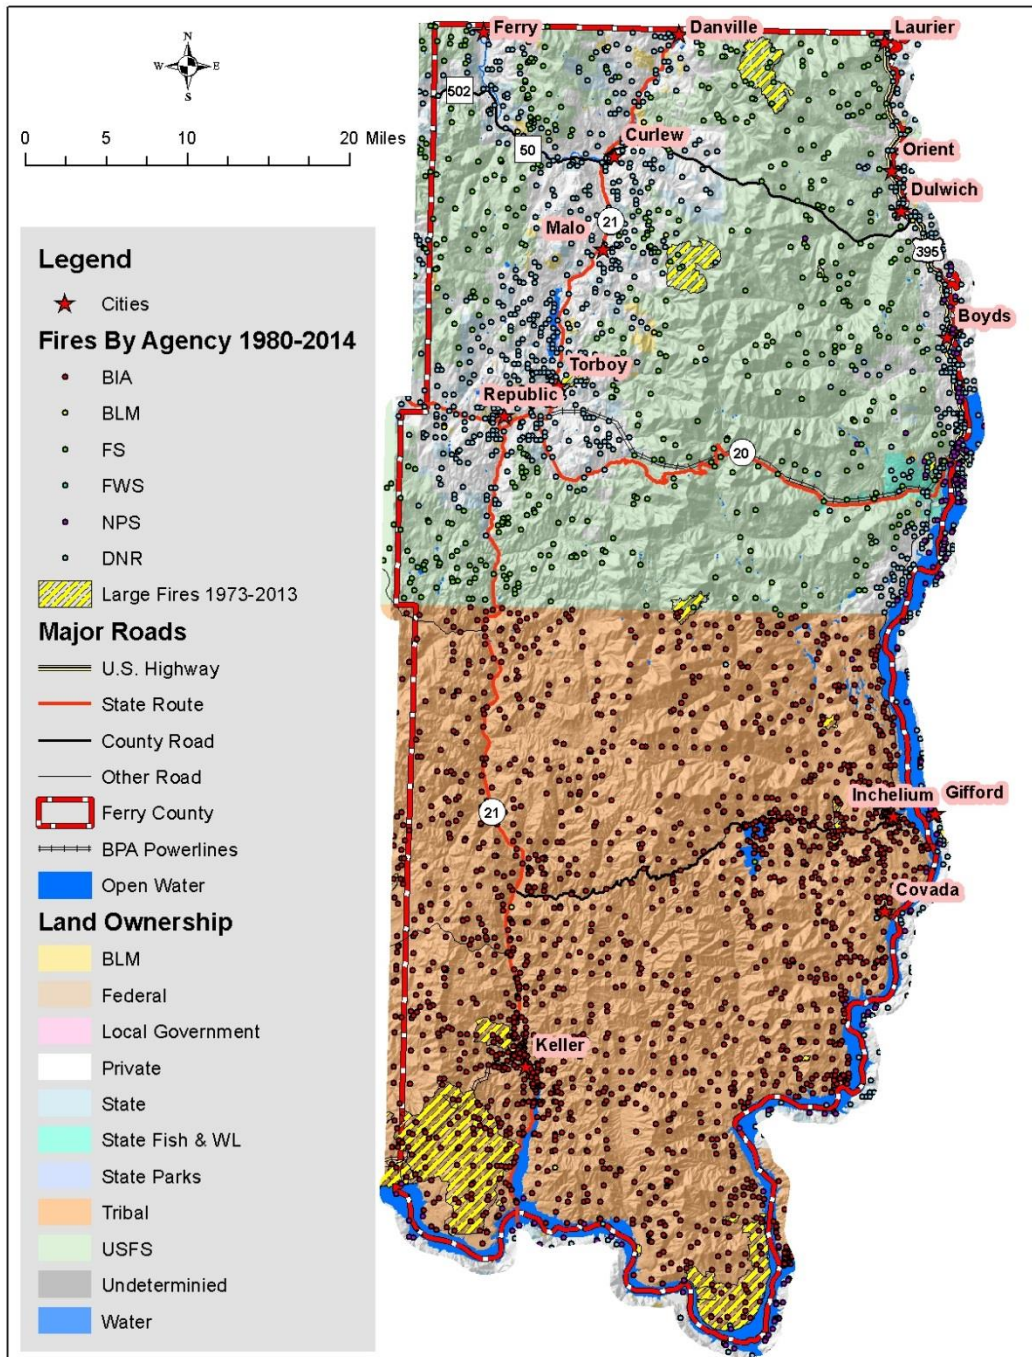 N
W E
S
0 5 10 20 Miles
Legend
Cities
Fires By Agency 1980-2014
BIA
BLM
FS
FWS
NPS
DNR
Large Fires 1973-2013
Major Roads
U.S. Highway
State Route
County Road
Other Road
Ferry County
BPA Powerlines
Open Water
Land Ownership
BLM
Federal
Local Government
Private
State
State Fish & WL
State Parks
Tribal
USFS
Undeterminied
Water
Ferry
Danville
Laurier
502
50
Curlew
Orient
Dulwich
21
Malo
395
Boyds
Torboy
Republic
20
21
Inchelium
Gifford
Covada
Keller